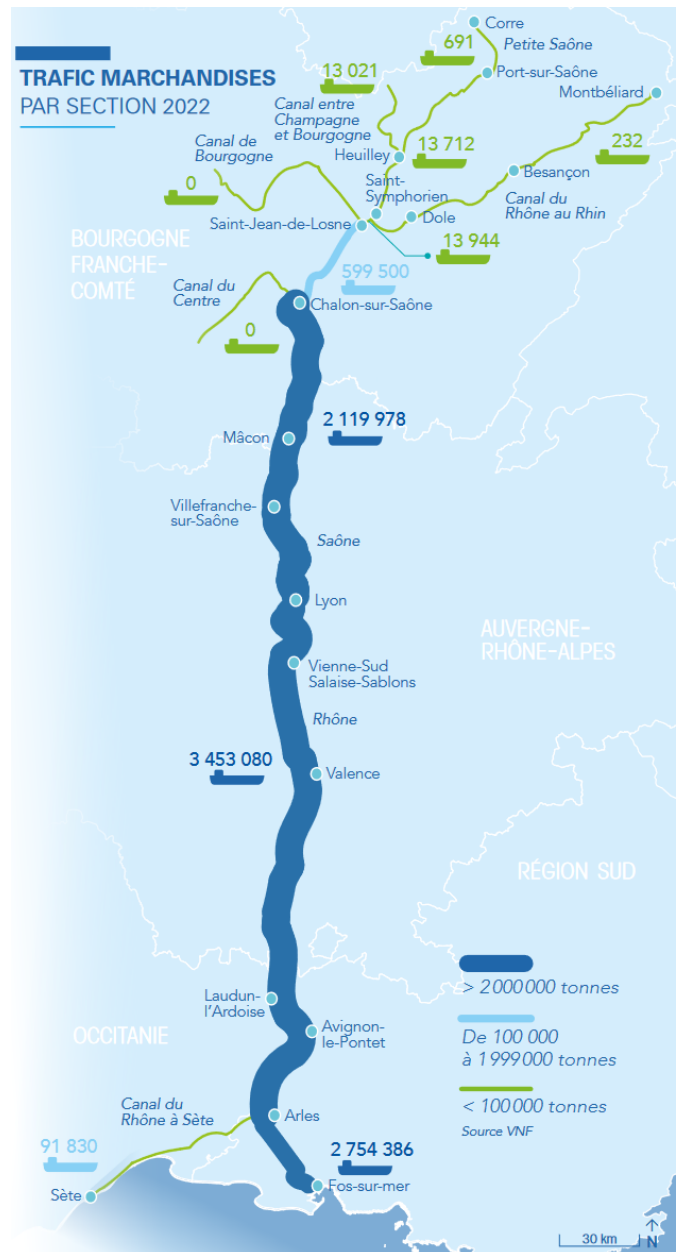 TRAFIC MARCHANDISES
PAR SECTION 2022
Corre
691
Petite Saône
13 021
Port-sur-Saône
Montbéliard
Canal entre
Champagne
et Bourgogne
Canal de
Bourgogne
13 712
232
Heuilley
0
Besançon
Saint-
Symphorien
Canal du
Rhône au Rhin
Saint-Jean-de-Losne
Dole
13 944
BOURGOGNE
FRANCHE-
COMTÉ
599 500
Canal du
Centre
Chalon-sur-Saône
0
2 119 978
Mâcon
Villefranche-
sur-Saône
Saône
Lyon
AUVERGNE-
RHÔNE-ALPES
Vienne-Sud
Salaise-Sablons
Rhône
3 453 080
Valence
RÉGION SUD
> 2 000 000 tonnes
Laudun-
l'Ardoise
Avignon-
le-Pontet
OCCITANIE
De 100 000
à 1 999 000 tonnes
Canal du
Rhône à Sète
< 100 000 tonnes
Arles
Source VNF
91 830
2 754 386
Sète
Fos-sur-mer
30 km
N